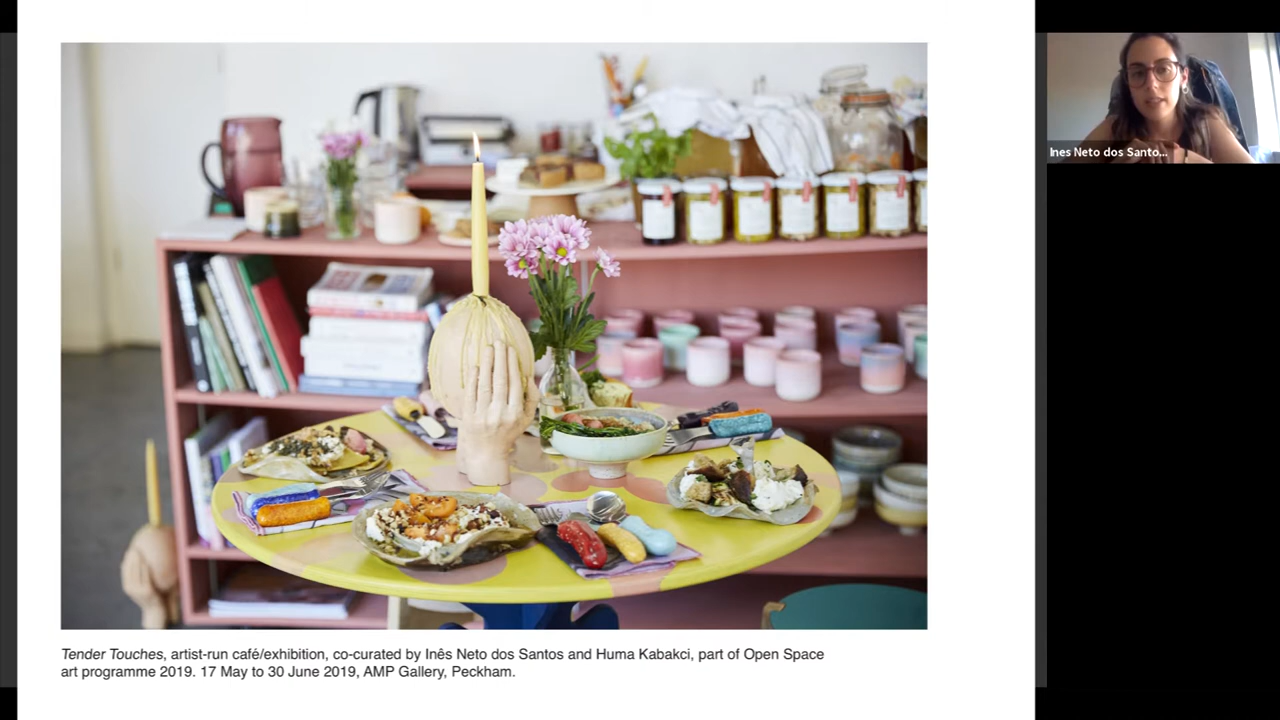 Ines Neto dos Santo...
Tender Touches, artist-run café/exhibition, co-curated by Inês Neto dos Santos and Huma Kabakci, part of Open Space
art programme 2019. 17 May to 30 June 2019, AMP Gallery, Peckham.